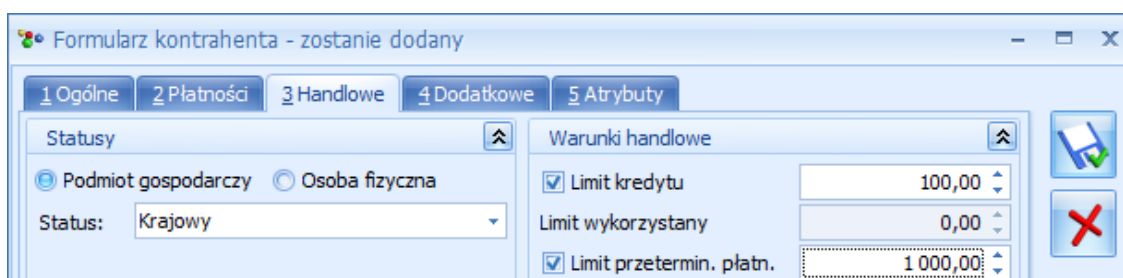 Formularz kontrahenta - zostanie dodany
1 Ogólne 2 Płatności 3 Handlowe 4 Dodatkowe 5 Atrybuty
Statusy
Podmiot gospodarczy Osoba fizyczna
Status: Krajowy
Warunki handlowe
Limit kredytu 100,00
Limit wykorzystany 0,00
Limit przetermin. płatn. 1 000,00